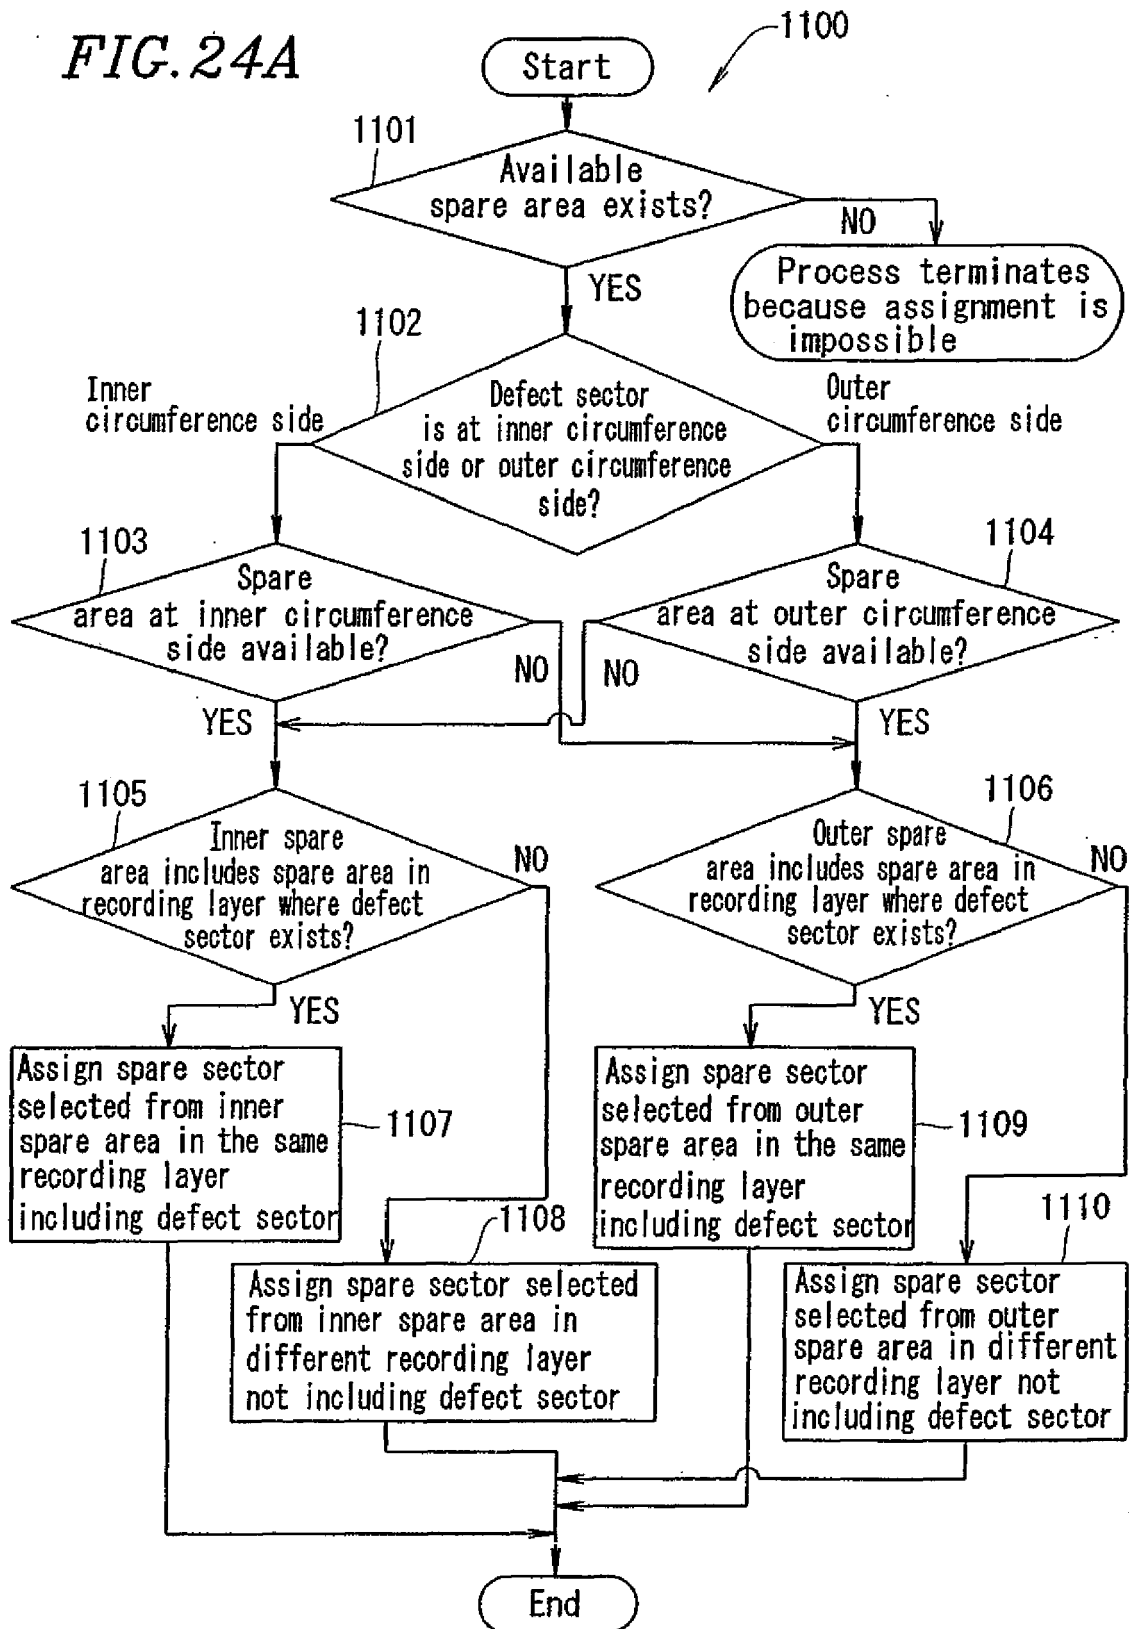 FIG. 24A
1100
Start
1101
Available
spare area exists?
NO
YES
Process terminates
because assignment is
impossible
1102
Inner
circumference side
Defect sector
is at inner circumference
side or outer circumference
side?
Outer
circumference side
1103
Spare
area at inner circumference
side available?
NO
YES
1104
Spare
area at outer circumference
side available?
NO
YES
1105
Inner spare
area includes spare area in
recording layer where defect
sector exists?
NO
YES
1106
Outer spare
area includes spare area in
recording layer where defect
sector exists?
NO
YES
Assign spare sector
selected from inner
spare area in the same
recording layer
including defect sector
1107
1108
Assign spare sector selected
from inner spare area in
different recording layer
not including defect sector
Assign spare sector
selected from outer
spare area in the same
recording layer
including defect sector
1109
1110
Assign spare sector
selected from outer
spare area in different
recording layer not
including defect sector
End